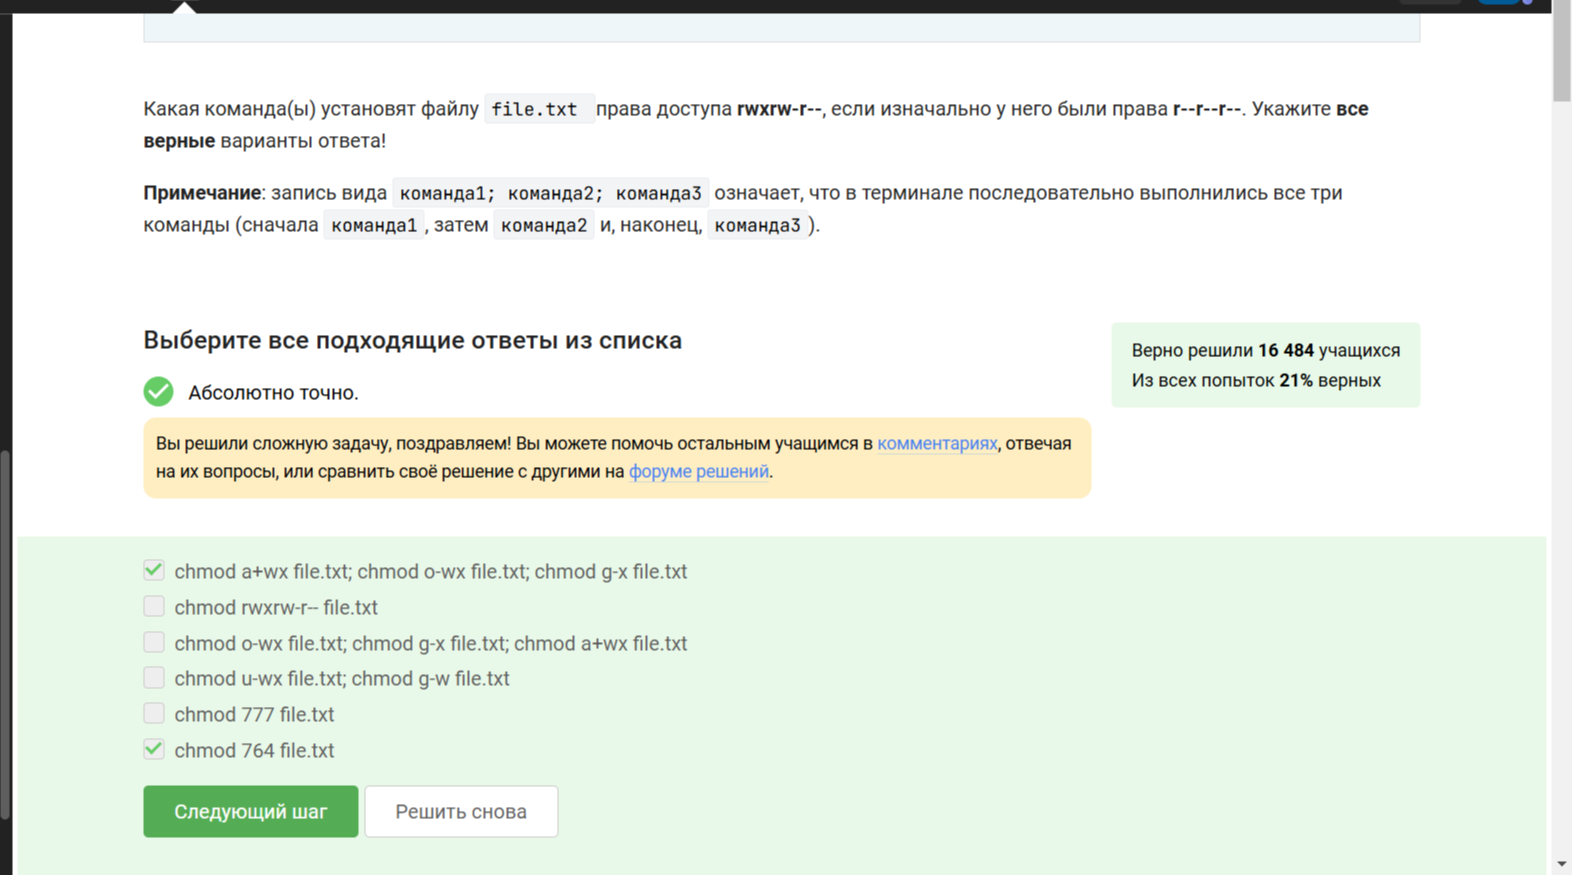 Какая команда(ы) установят файлу file.txt права доступа rwxrw-r--, если изначально у него были права r--r--r--. Укажите все
верные варианты ответа!
Примечание: запись вида команда1; команда2; команда3 означает, что в терминале последовательно выполнились все три
команды (сначала команда1, затем команда2 и, наконец, команда3).
Выберите все подходящие ответы из списка
Верно решили 16 484 учащихся
Из всех попыток 21% верных
Абсолютно точно.
Вы решили сложную задачу, поздравляем! Вы можете помочь остальным учащимся в комментариях, отвечая
на их вопросы, или сравнить своё решение с другими на форуме решений.
chmod a+wx file.txt; chmod o-wx file.txt; chmod g-x file.txt
chmod rwxrw-r-- file.txt
chmod o-wx file.txt; chmod g-x file.txt; chmod a+wx file.txt
chmod u-wx file.txt; chmod g-w file.txt
chmod 777 file.txt
chmod 764 file.txt
Следующий шаг
Решить снова